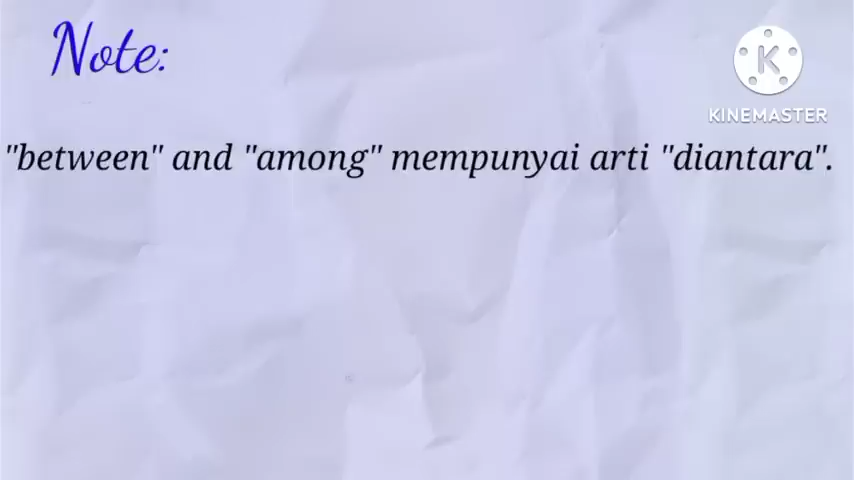 Note:
K
KINEMASTER
"between" and "among" mempunyai arti "diantara".